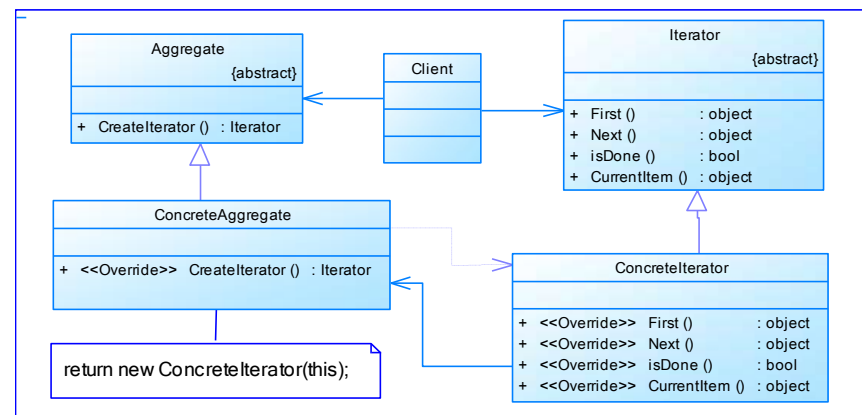 Aggregate
{abstract}
+ CreateIterator () : Iterator
Client
Iterator
{abstract}
+ First () : object
+ Next () : object
+ isDone () : bool
+ CurrentItem () : object
ConcreteAggregate
+ <<Override>> CreateIterator () : Iterator
return new ConcreteIterator(this);
ConcreteIterator
+ <<Override>> First () : object
+ <<Override>> Next () : object
+ <<Override>> isDone () : bool
+ <<Override>> CurrentItem () : object